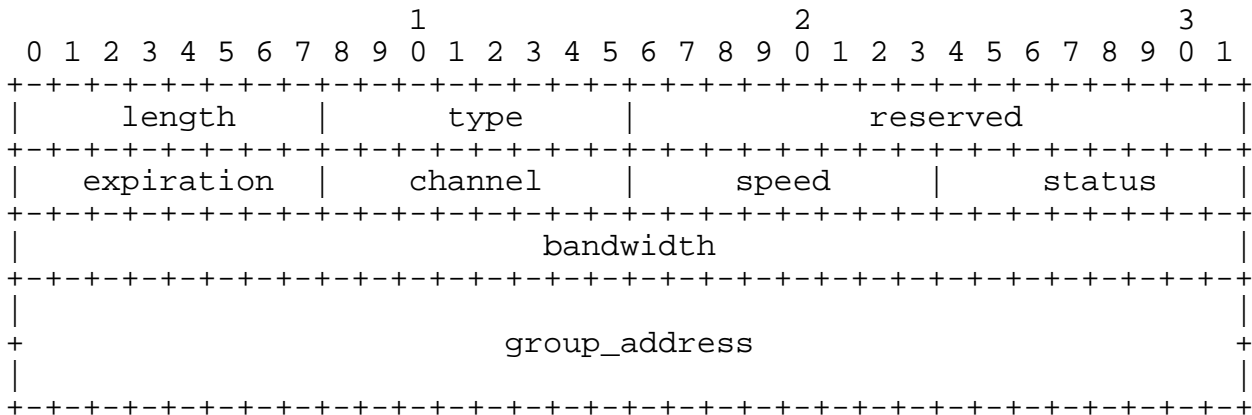 1                   2                   3
 0 1 2 3 4 5 6 7 8 9 0 1 2 3 4 5 6 7 8 9 0 1 2 3 4 5 6 7 8 9 0 1
+-+-+-+-+-+-+-+-+-+-+-+-+-+-+-+-+-+-+-+-+-+-+-+-+-+-+-+-+-+-+-+-+
|     length    |      type     |            reserved           |
+-+-+-+-+-+-+-+-+-+-+-+-+-+-+-+-+-+-+-+-+-+-+-+-+-+-+-+-+-+-+-+-+
|   expiration  |    channel    |     speed     |     status    |
+-+-+-+-+-+-+-+-+-+-+-+-+-+-+-+-+-+-+-+-+-+-+-+-+-+-+-+-+-+-+-+-+
|                           bandwidth                           |
+-+-+-+-+-+-+-+-+-+-+-+-+-+-+-+-+-+-+-+-+-+-+-+-+-+-+-+-+-+-+-+-+
|                                                               |
+                         group_address                         +
|                                                               |
+-+-+-+-+-+-+-+-+-+-+-+-+-+-+-+-+-+-+-+-+-+-+-+-+-+-+-+-+-+-+-+-+